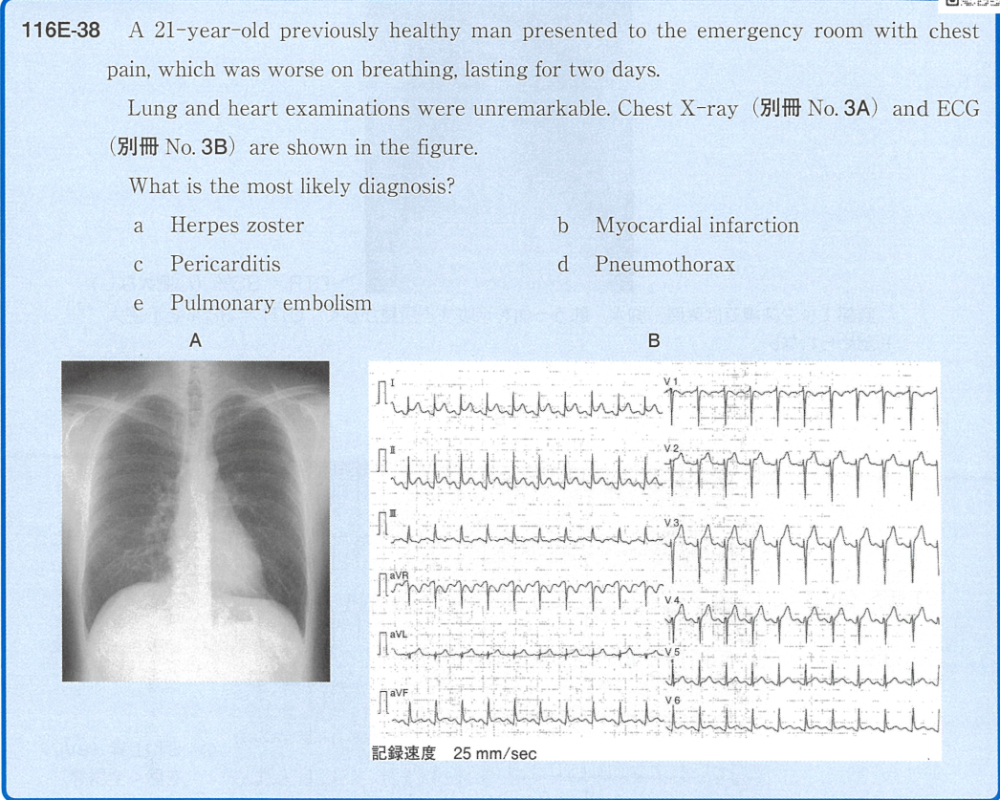 116E-38 A 21-year-old previously healthy man presented to the emergency room with chest
pain, which was worse on breathing, lasting for two days.
Lung and heart examinations were unremarkable. Chest X-ray（別冊 No. 3A）and ECG
（別冊 No. 3B）are shown in the figure.
What is the most likely diagnosis?
a Herpes zoster
b Myocardial infarction
c Pericarditis
d Pneumothorax
e Pulmonary embolism
A
B
I
II
III
aVR
aVL
aVF
V1
V2
V3
V4
V5
V6
記録速度 25 mm/sec